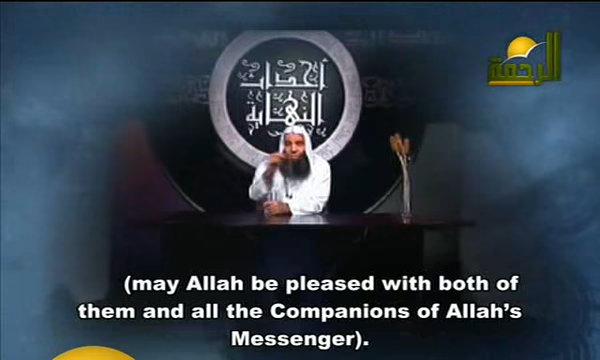 الرحمة
أحداث
النهاية
(may Allah be pleased with both of
them and all the Companions of Allah's
Messenger).